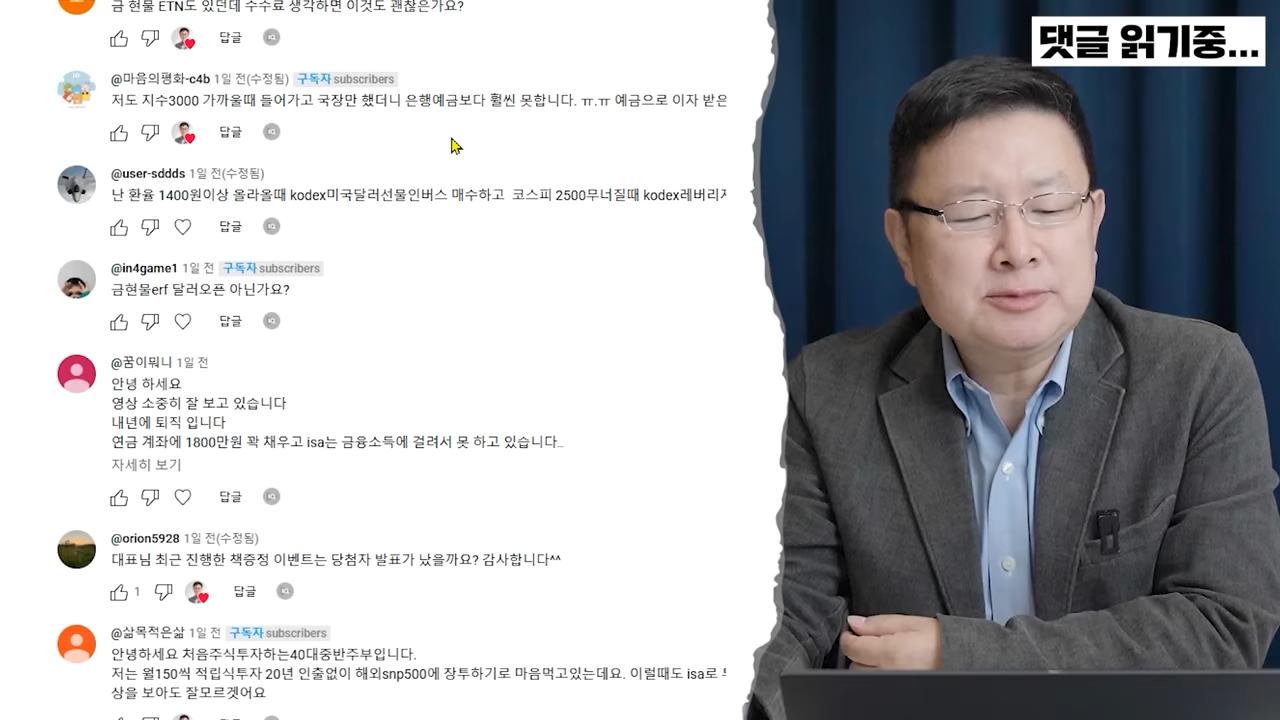 금 현물 ETN도 있던데 수수료 생각하면 이것도 괜찮은가요?
답글
댓글 읽기중...
@마음의평화-c4b 1일 전(수정됨) 구독자 subscribers
저도 지수3000 가까울때 들어가고 국장만 했더니 은행예금보다 훨씬 못합니다. ㅠ.ㅠ 예금으로 이자 받은
답글
@user-sddds 1일 전(수정됨)
난 환율 1400원이상 올라올때 kodex미국달러선물인버스 매수하고 코스피 2500무너질때 kodex레버리지
답글
@in4game1 1일 전 구독자 subscribers
금현물erf 달러오픈 아닌가요?
답글
@꿈이뭐니 1일 전
안녕 하세요
영상 소중히 잘 보고 있습니다
내년에 퇴직 입니다
연금 계좌에 1800만원 꽉 채우고 isa는 금융소득에 걸려서 못 하고 있습니다...
자세히 보기
답글
@orion5928 1일 전(수정됨)
대표님 최근 진행한 책증정 이벤트는 당첨자 발표가 났을까요? 감사합니다^^
1 답글
@삶목적은삶 1일 전 구독자 subscribers
안녕하세요 처음주식투자하는40대중반주부입니다.
저는 월150씩 적립식투자 20년 인출없이 해외snp500에 장투하기로 마음먹고있는데요. 이럴때도 isa로
상을 보아도 잘모르겟어요